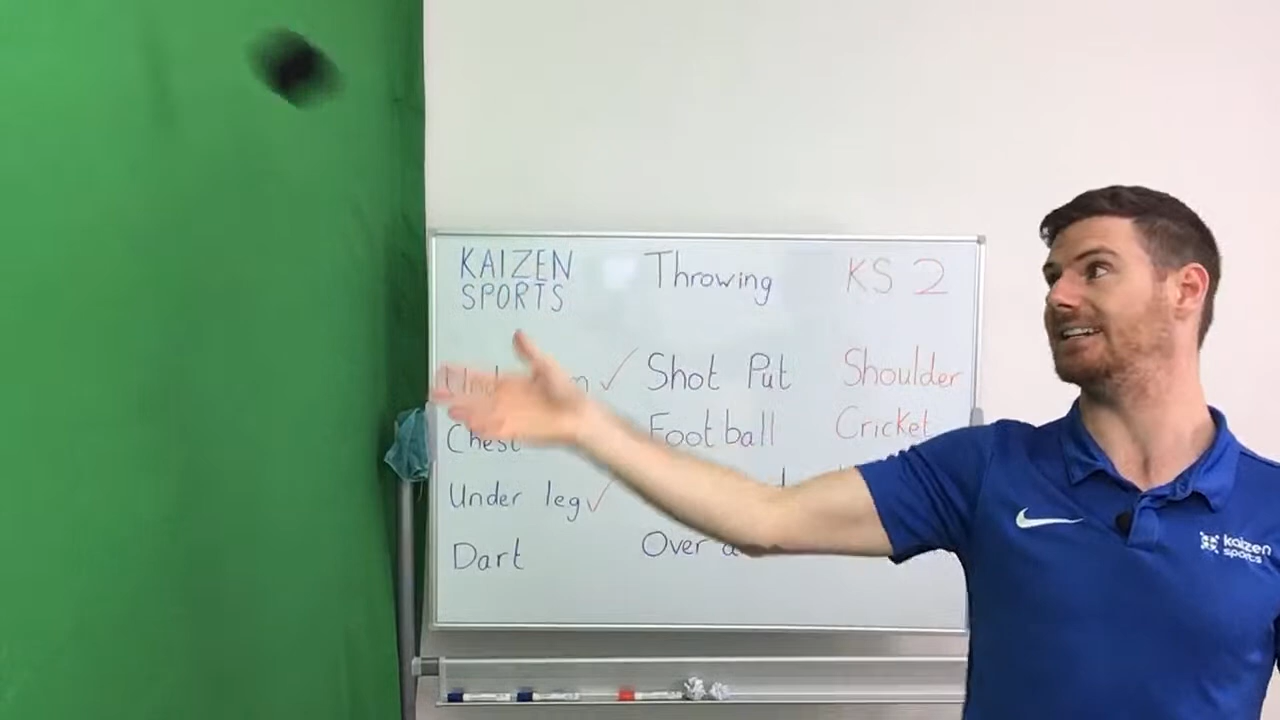 KAIZEN
SPORTS
Throwing
KS 2
✓
Chest
Under leg ✓
Dart
Shot Put
Football
Over
Shoulder
Cricket
kaizen
sports